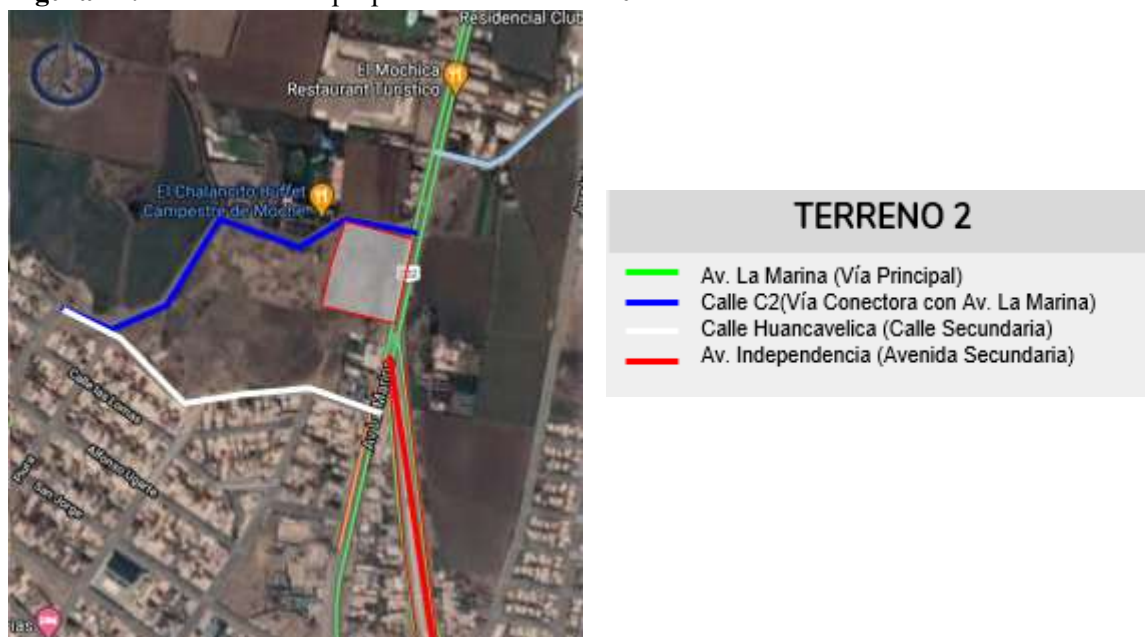 Residencial Club
El Mochica
Restaurant Turístico
El Chalancito Buffet
Campestre de Moche
Calle los Lomas
Alfonso Ugarte
San Jorge
Piura
Av. La Marina
TERRENO 2
Av. La Marina (Vía Principal)
Calle C2(Vía Conectora con Av. La Marina)
Calle Huancavelica (Calle Secundaria)
Av. Independencia (Avenida Secundaria)